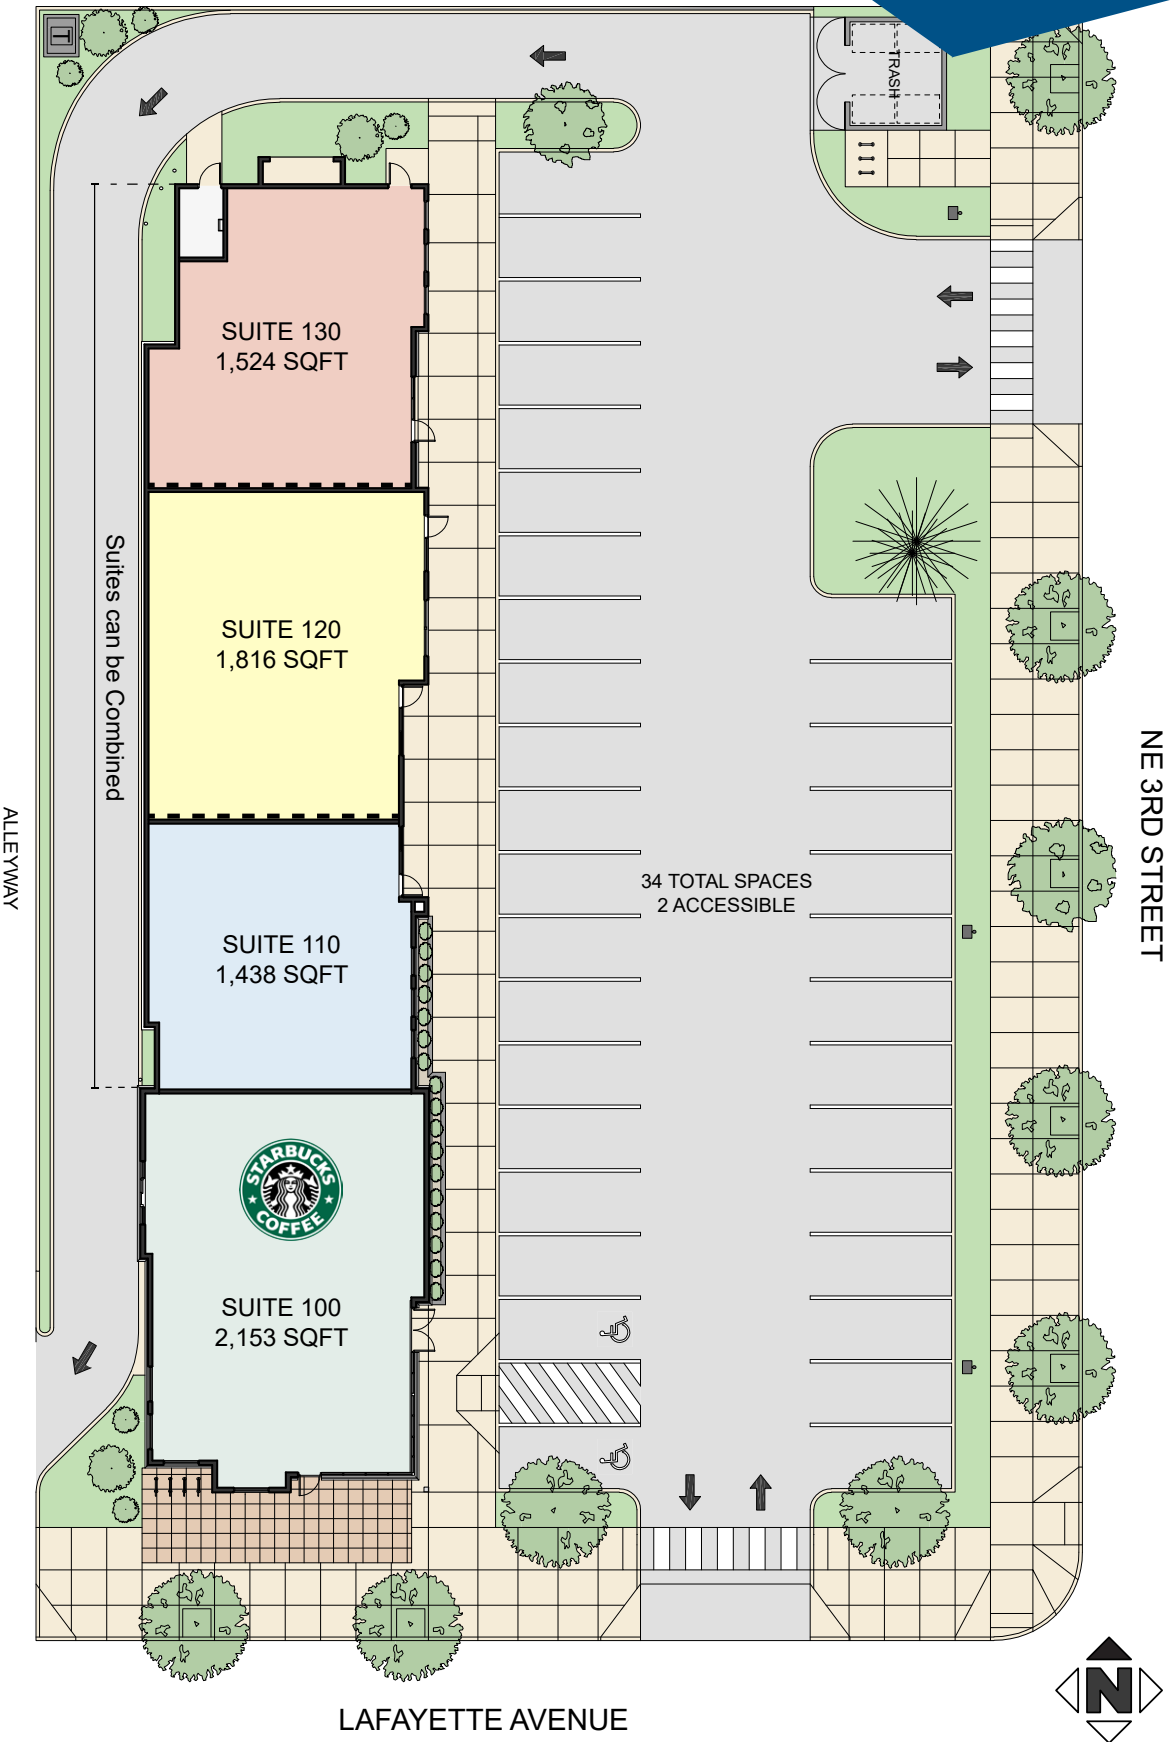 T
TRASH
SUITE 130
1,524 SQFT
Suites can be Combined
SUITE 120
1,816 SQFT
NE 3RD STREET
ALLEYWAY
34 TOTAL SPACES
2 ACCESSIBLE
SUITE 110
1,438 SQFT
STARBUCKS
COFFEE
SUITE 100
2,153 SQFT
N
LAFAYETTE AVENUE